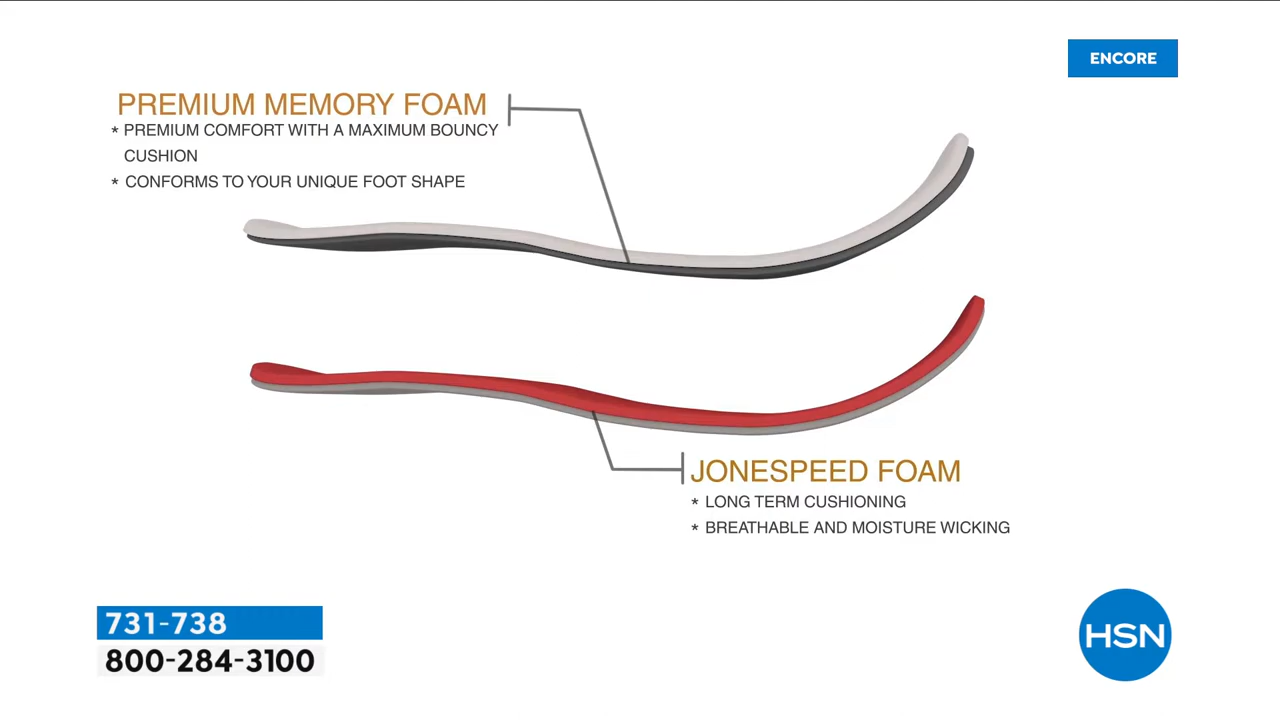 ENCORE
PREMIUM MEMORY FOAM
* PREMIUM COMFORT WITH A MAXIMUM BOUNCY
CUSHION
* CONFORMS TO YOUR UNIQUE FOOT SHAPE
JONESPEED FOAM
* LONG TERM CUSHIONING
* BREATHABLE AND MOISTURE WICKING
731-738
800-284-3100
HSN